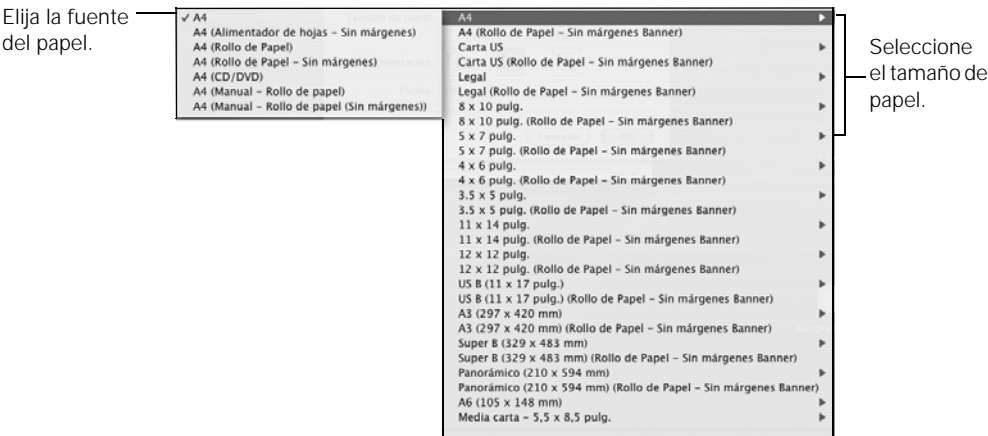 Elija la fuente
del papel.
✓ A4
A4 (Alimentador de hojas – Sin márgenes)
A4 (Rollo de Papel)
A4 (Rollo de Papel – Sin márgenes)
A4 (CD/DVD)
A4 (Manual – Rollo de papel)
A4 (Manual – Rollo de papel (Sin márgenes))
A4
A4 (Rollo de Papel – Sin márgenes Banner)
Carta US
Carta US (Rollo de Papel – Sin márgenes Banner)
Legal
Legal (Rollo de Papel – Sin márgenes Banner)
8 x 10 pulg.
8 x 10 pulg. (Rollo de Papel – Sin márgenes Banner)
5 x 7 pulg.
5 x 7 pulg. (Rollo de Papel – Sin márgenes Banner)
4 x 6 pulg.
4 x 6 pulg. (Rollo de Papel – Sin márgenes Banner)
3.5 x 5 pulg.
3.5 x 5 pulg. (Rollo de Papel – Sin márgenes Banner)
11 x 14 pulg.
11 x 14 pulg. (Rollo de Papel – Sin márgenes Banner)
12 x 12 pulg.
12 x 12 pulg. (Rollo de Papel – Sin márgenes Banner)
US B (11 x 17 pulg.)
US B (11 x 17 pulg.) (Rollo de Papel – Sin márgenes Banner)
A3 (297 x 420 mm)
A3 (297 x 420 mm) (Rollo de Papel – Sin márgenes Banner)
Super B (329 x 483 mm)
Super B (329 x 483 mm) (Rollo de Papel – Sin márgenes Banner)
Panorámico (210 x 594 mm)
Panorámico (210 x 594 mm) (Rollo de Papel – Sin márgenes Banner)
A6 (105 x 148 mm)
Media carta – 5,5 x 8,5 pulg.
Seleccione
el tamaño de
papel.